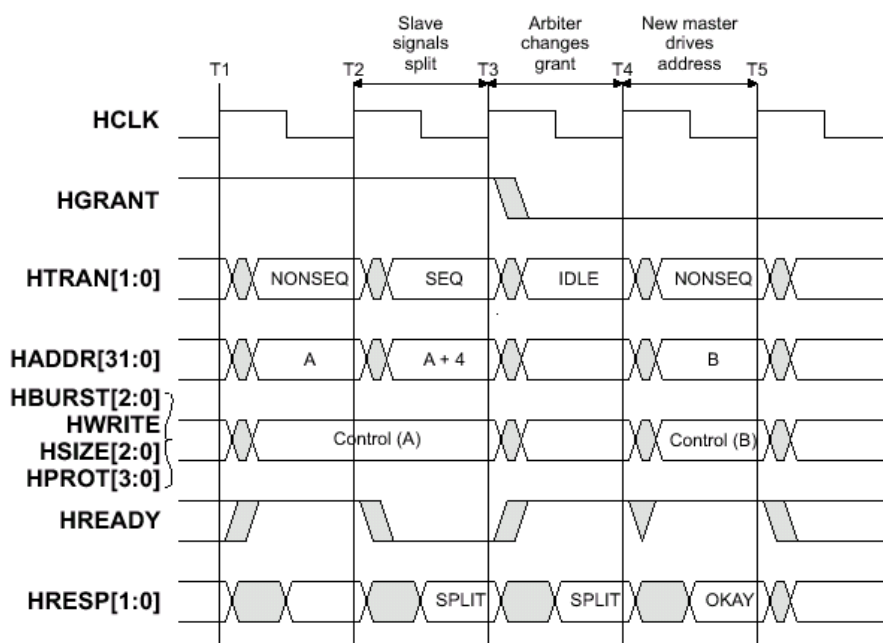 Slave Arbiter New master
signals changes drives
split grant address
T1 T2 T3 T4 T5
HCLK
HGRANT
HTRAN[1:0] NONSEQ SEQ IDLE NONSEQ
HADDR[31:0] A A + 4 B
HBURST[2:0]
HWRITE
Control (A) Control (B)
HSIZE[2:0]
HPROT[3:0]
HREADY
HRESP[1:0] SPLIT SPLIT OKAY